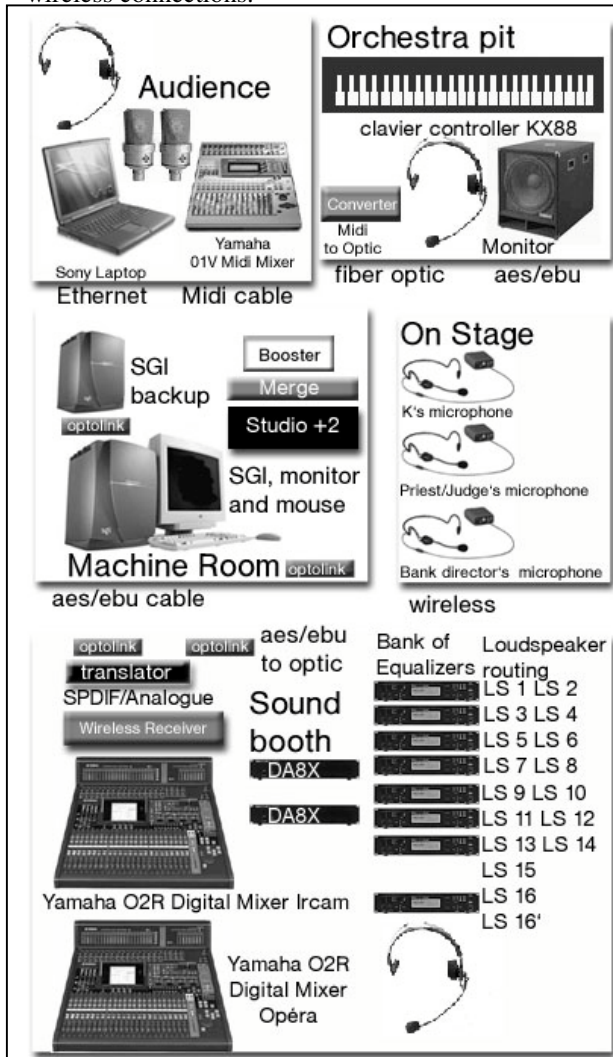 wireless connections.
Audience
Sony Laptop
Yamaha
01V Midi Mixer
Ethernet Midi cable
Orchestra pit
clavier controller KX88
Converter
Midi
to Optic
Monitor
fiber optic aes/ebu
SGI
backup
optolink
Booster
Merge
Studio +2
SGI, monitor
and mouse
Machine Room optolink
aes/ebu cable
On Stage
K's microphone
Priest/Judge's microphone
Bank director's microphone
wireless
optolink optolink
aes/ebu
to optic
translator
SPDIF/Analogue
Wireless Receiver
Sound
booth
DA8X
DA8X
Yamaha O2R Digital Mixer Ircam
Yamaha O2R
Digital Mixer
Opéra
Bank of
Equalizers
Loudspeaker
routing
LS 1 LS 2
LS 3 LS 4
LS 5 LS 6
LS 7 LS 8
LS 9 LS 10
LS 11 LS 12
LS 13 LS 14
LS 15
LS 16
LS 16'